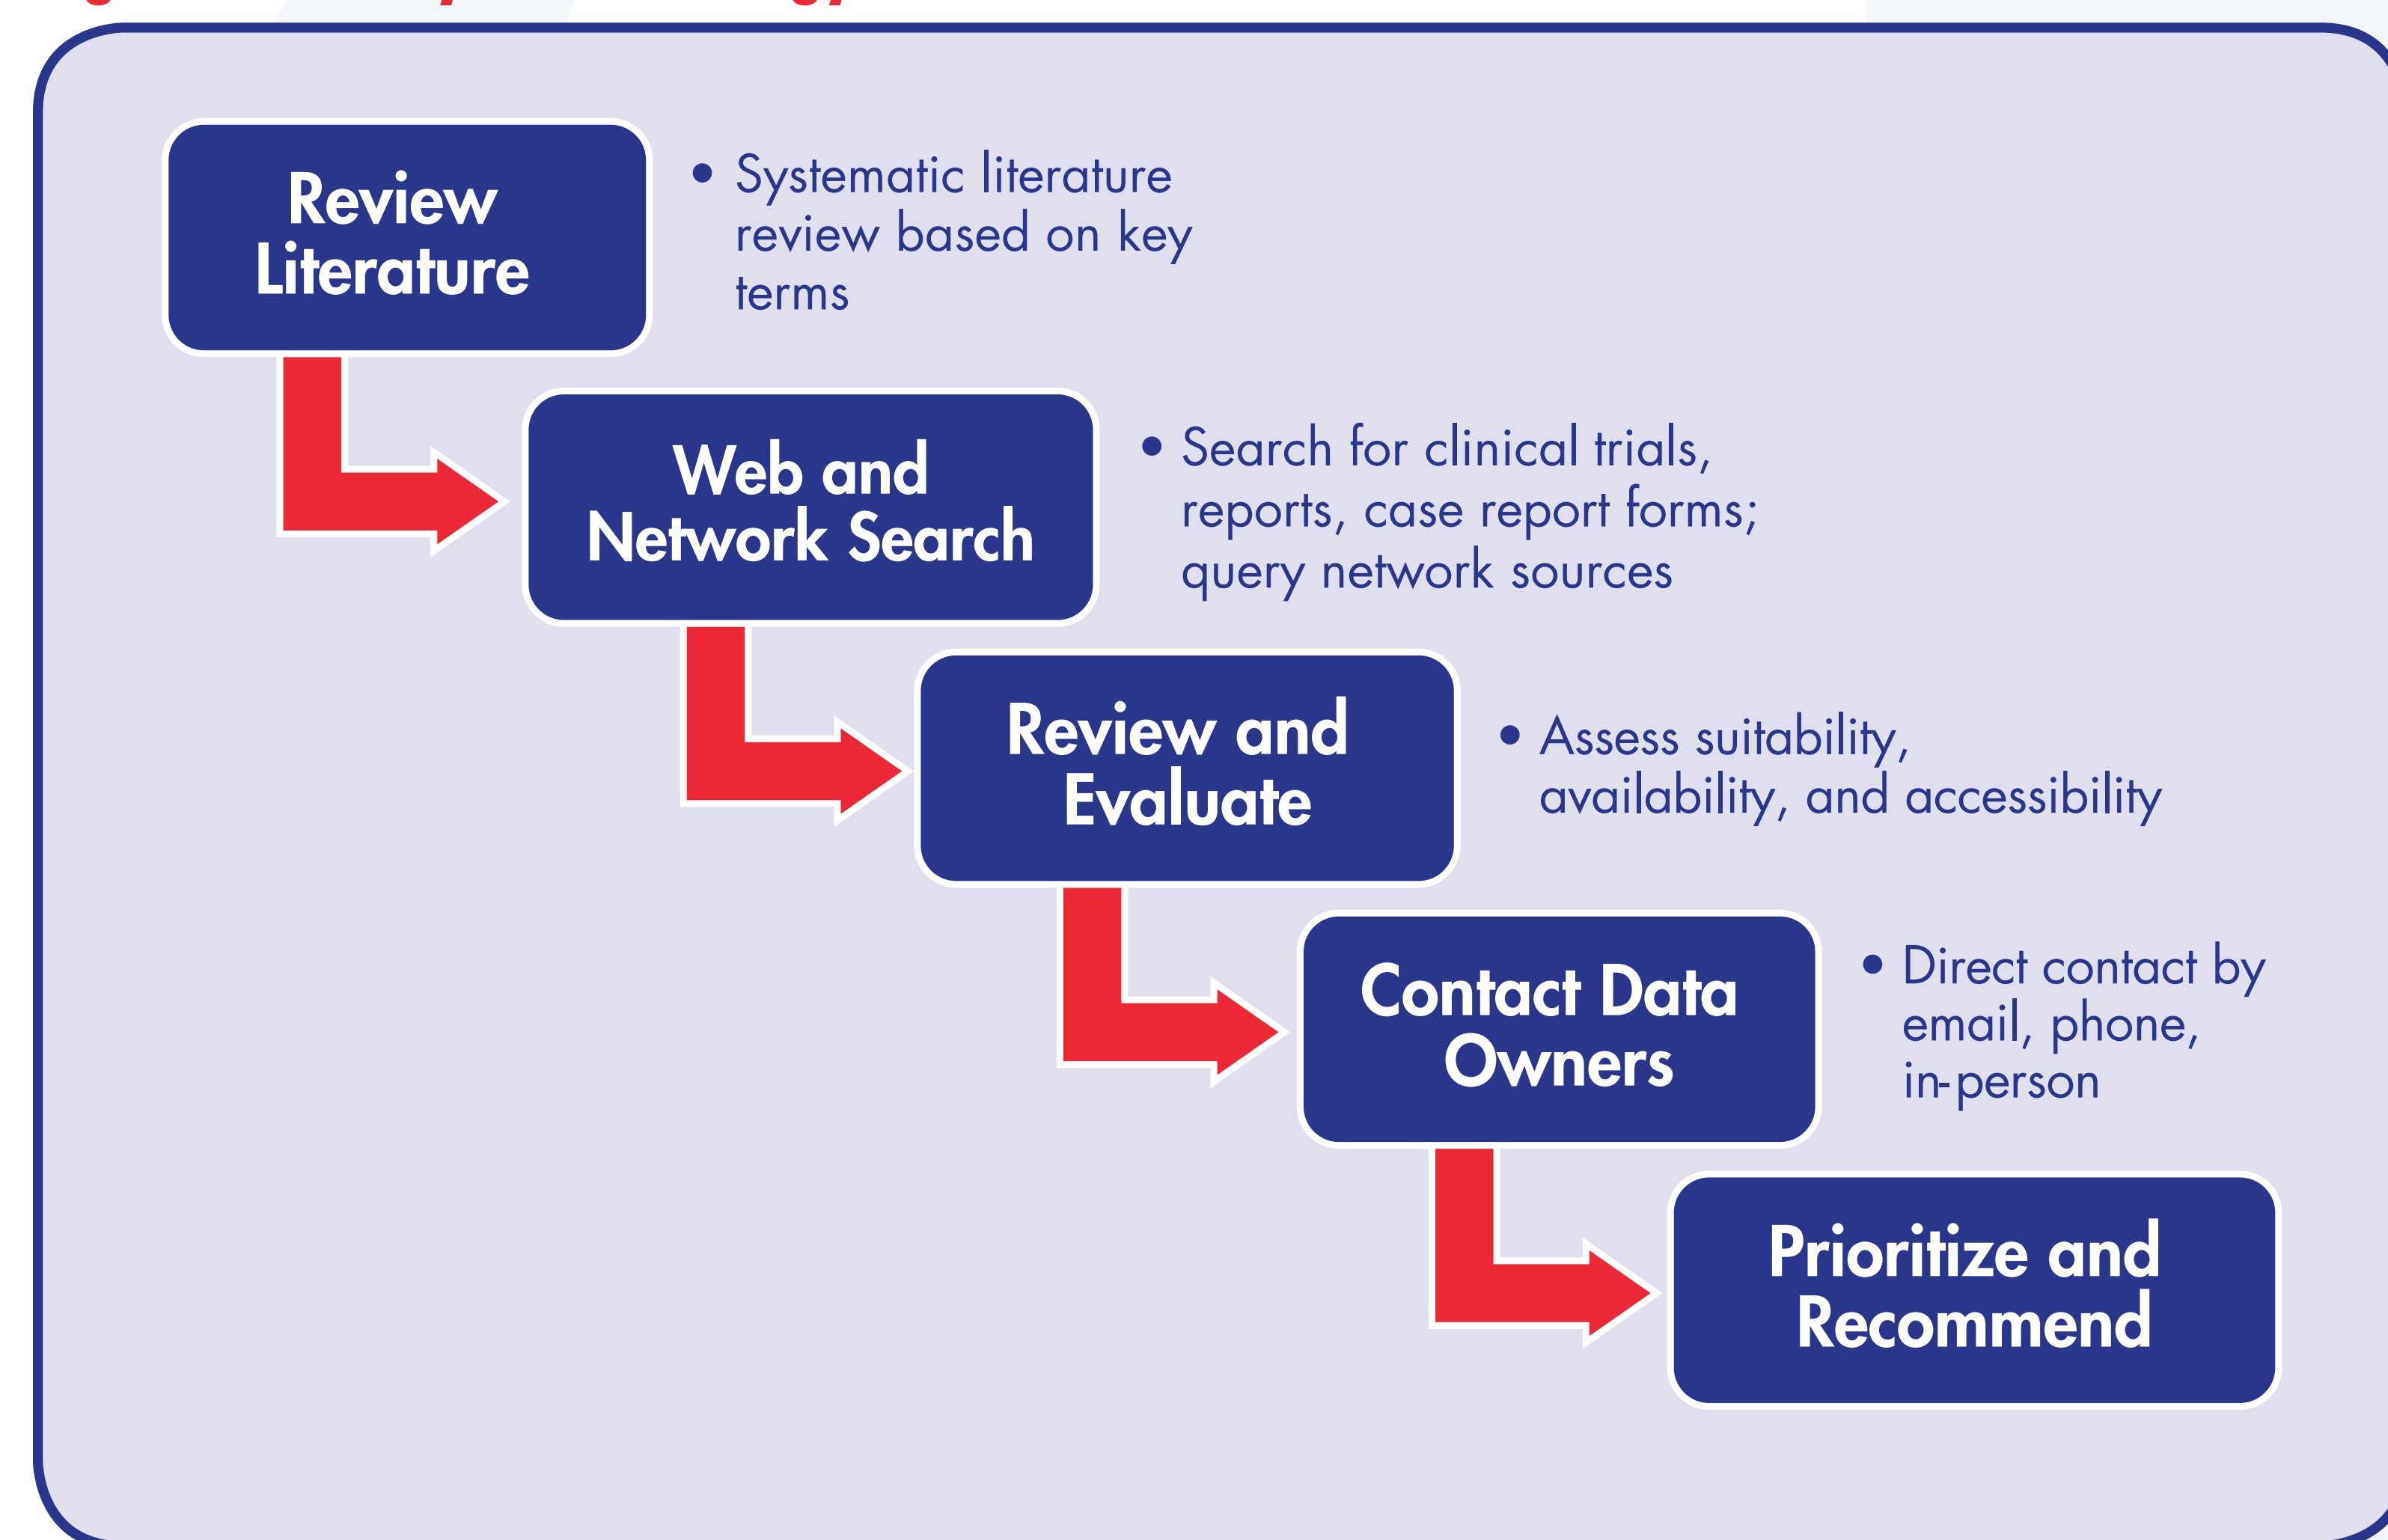 Review
Literature
• Systematic literature
review based on key
terms
Web and
Network Search
• Search for clinical trials,
reports, case report forms;
query network sources
Review and
Evaluate
• Assess suitability,
availability, and accessibility
Contact Data
Owners
• Direct contact by
email, phone,
in-person
Prioritize and
Recommend